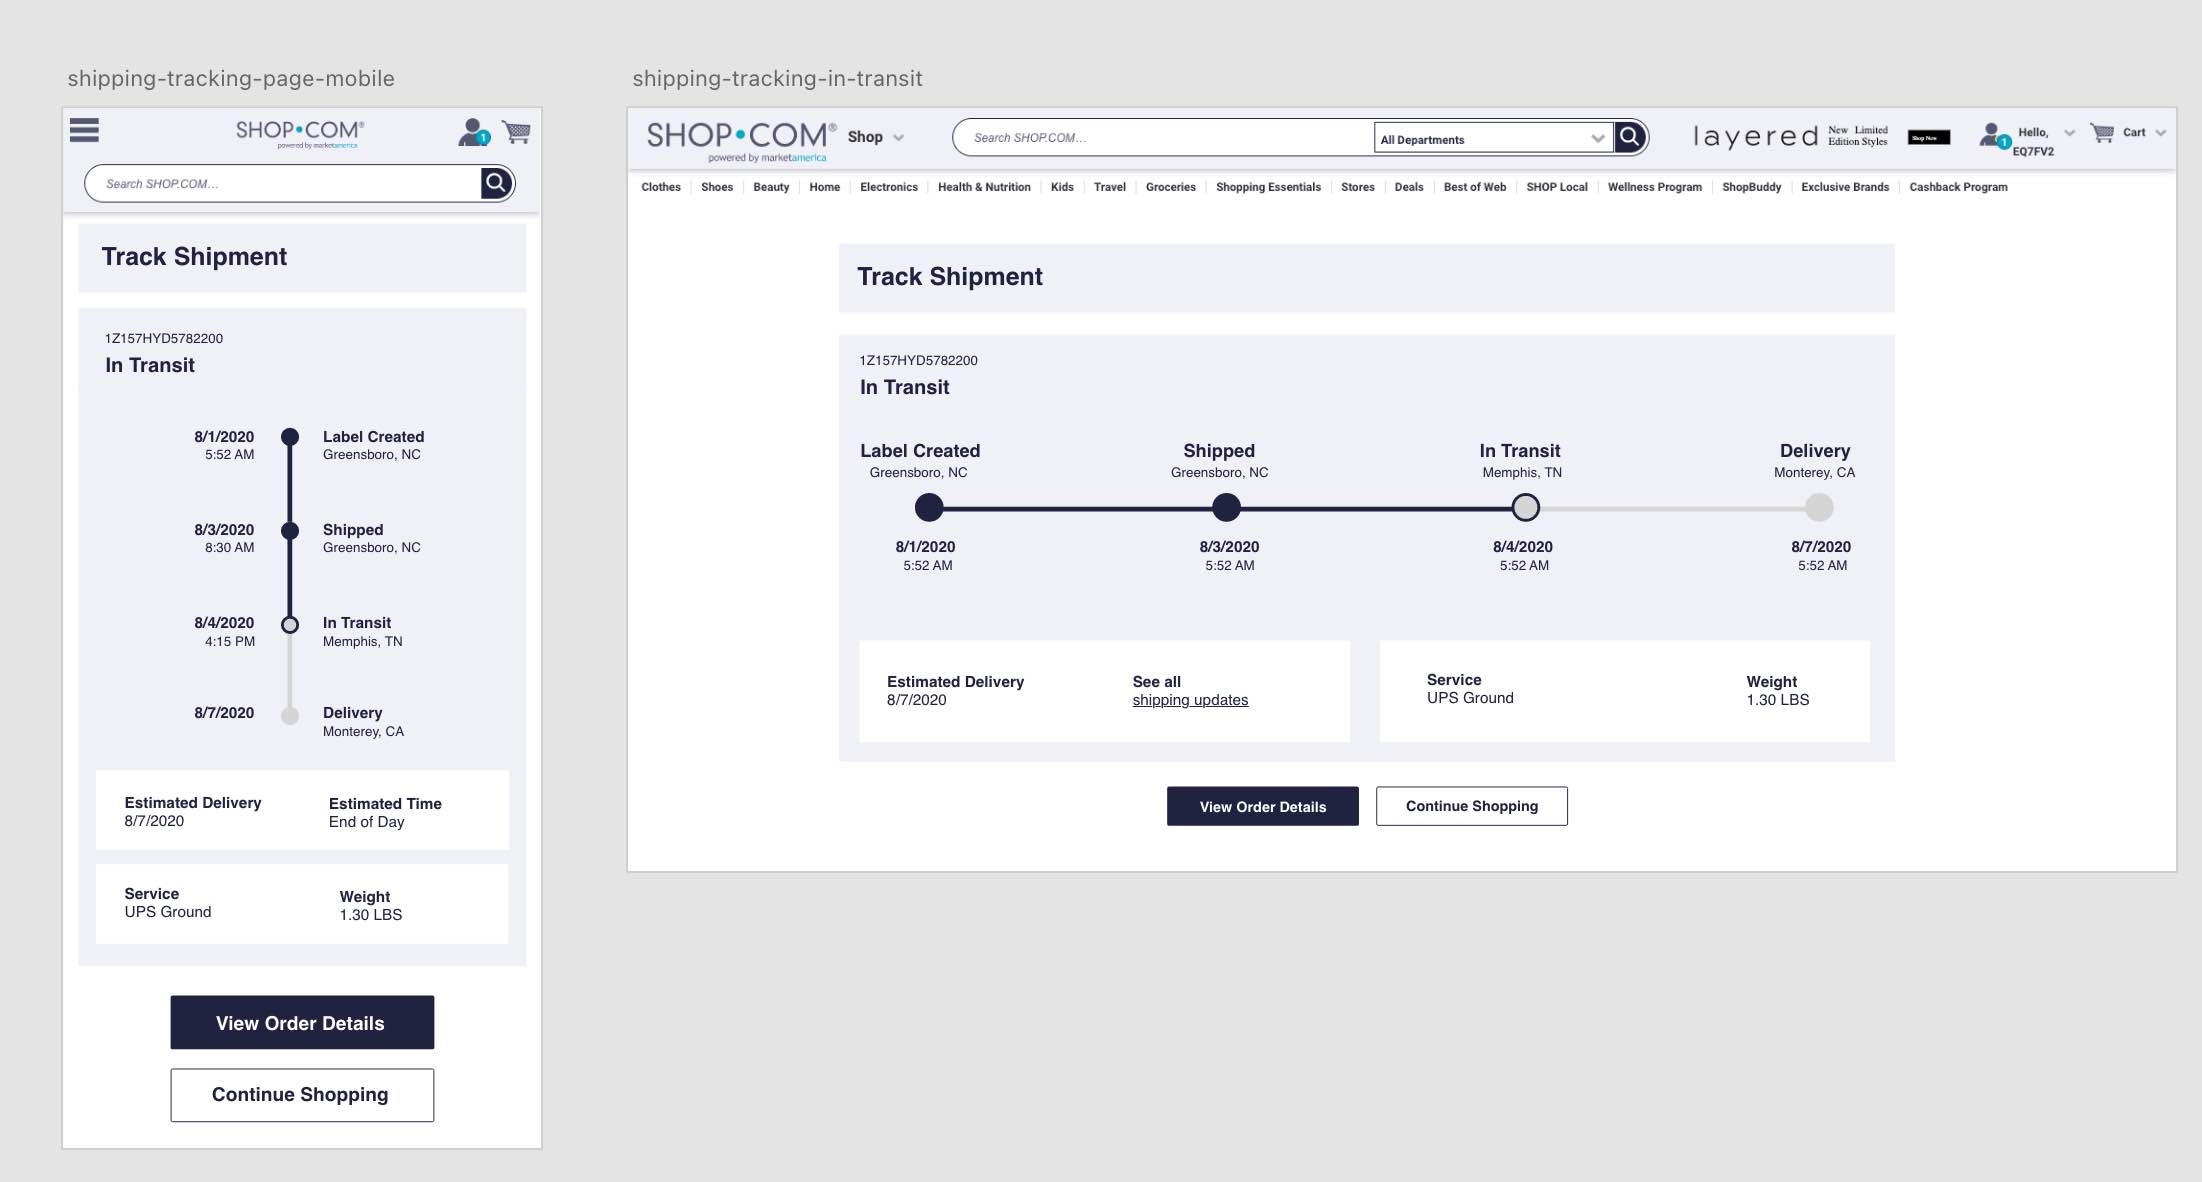 shipping-tracking-page-mobile
SHOP•COM®
powered by marketamerica
1
Search SHOP.COM...
Track Shipment
1Z157HYD5782200
In Transit
8/1/2020 Label Created
5:52 AM Greensboro, NC
8/3/2020 Shipped
8:30 AM Greensboro, NC
8/4/2020 In Transit
4:15 PM Memphis, TN
8/7/2020 Delivery
Monterey, CA
Estimated Delivery Estimated Time
8/7/2020 End of Day
Service Weight
UPS Ground 1.30 LBS
View Order Details
Continue Shopping
shipping-tracking-in-transit
SHOP•COM® Shop
powered by marketamerica
Search SHOP.COM... All Departments
layered New Limited
Edition Styles
Shop Now
1
Hello,
EQ7FV2
Cart
Clothes Shoes Beauty Home Electronics Health & Nutrition Kids Travel Groceries Shopping Essentials Stores Deals Best of Web SHOP Local Wellness Program ShopBuddy Exclusive Brands Cashback Program
Track Shipment
1Z157HYD5782200
In Transit
Label Created Shipped In Transit Delivery
Greensboro, NC Greensboro, NC Memphis, TN Monterey, CA
8/1/2020 8/3/2020 8/4/2020 8/7/2020
5:52 AM 5:52 AM 5:52 AM 5:52 AM
Estimated Delivery See all Service Weight
8/7/2020 shipping updates UPS Ground 1.30 LBS
View Order Details Continue Shopping